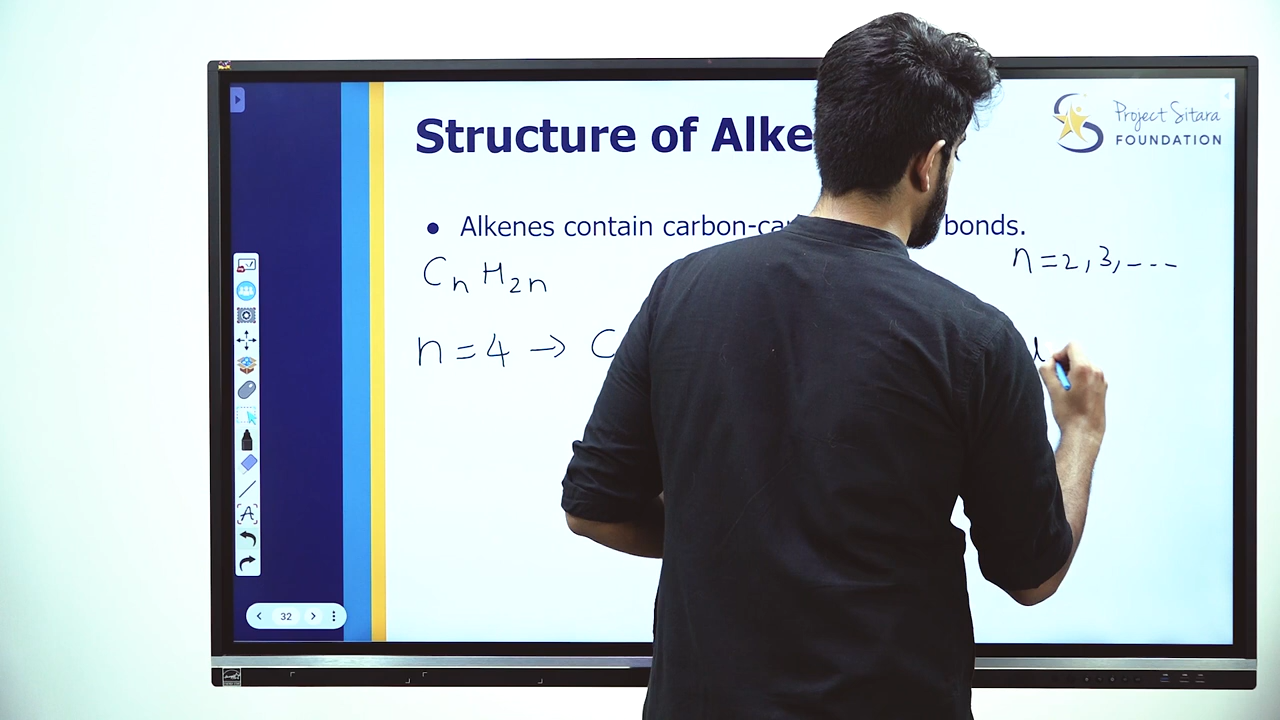 Structure of Alke
Project Sitara
FOUNDATION
• Alkenes contain carbon-ca bonds.
CnH2n
n=2,3,---
n=4 → C
32